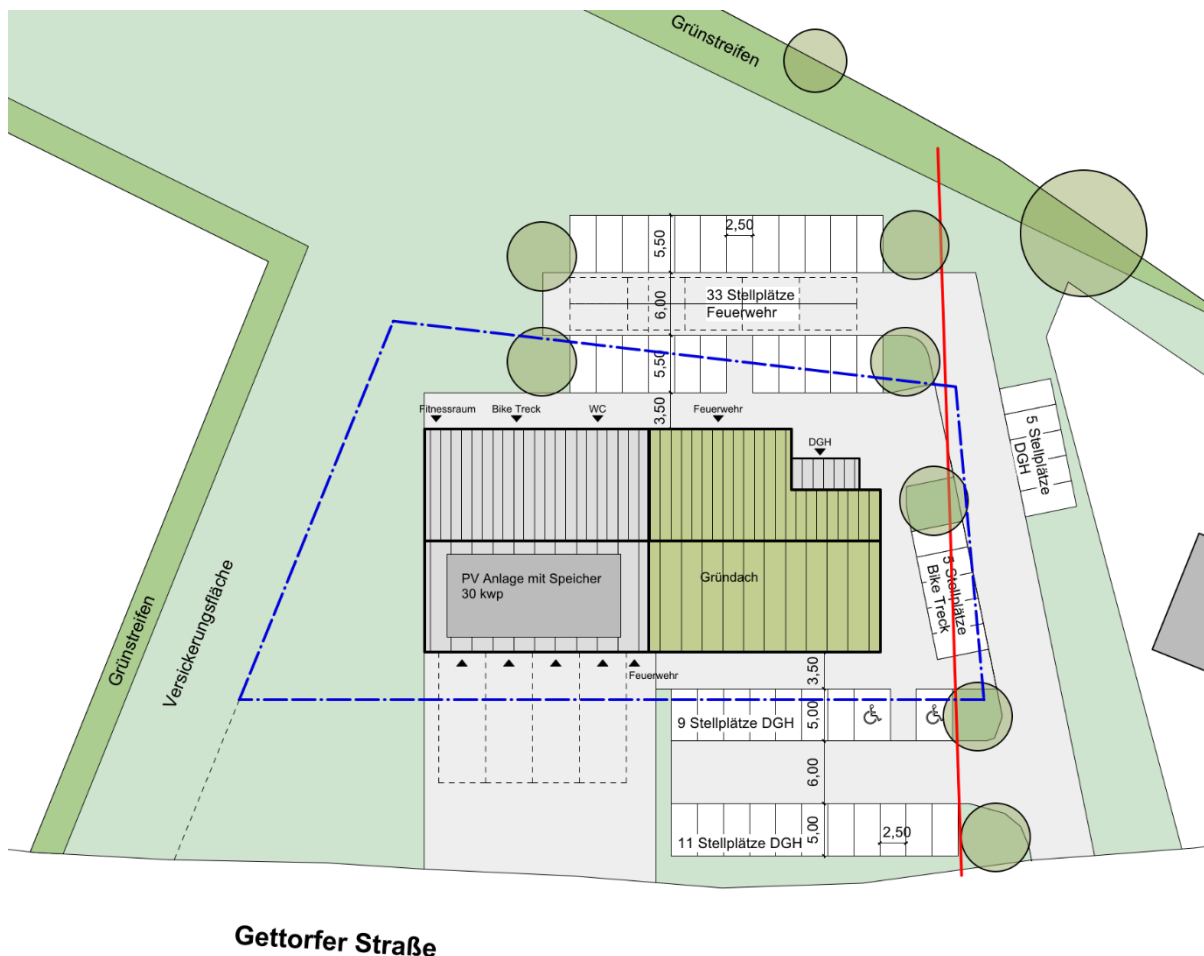 Grünstreifen
2,50
5,50
33 Stellplätze
Feuerwehr
6,00
5,50
3,50
Fitnessraum
Bike Treck
WC
Feuerwehr
DGH
5 Stellplätze
DGH
PV Anlage mit Speicher
30 kwp
Gründach
5 Stellplätze
Bike Treck
Grünstreifen
Versickerungsfläche
Feuerwehr
3,50
9 Stellplätze DGH
5,00
6,00
11 Stellplätze DGH
5,00
2,50
Gettorfer Straße